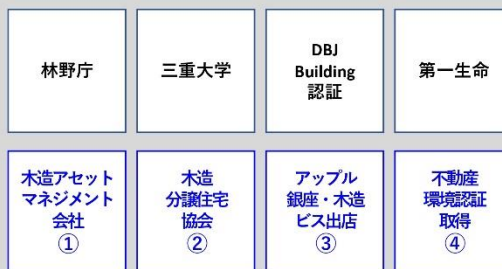 林野庁
三重大学
DBJ
Building
認証
第一生命
木造アセット
マネジメント
会社
①
木造
分譲住宅
協会
②
アップル
銀座・木造
ビス出店
③
不動産
環境認証
取得
④